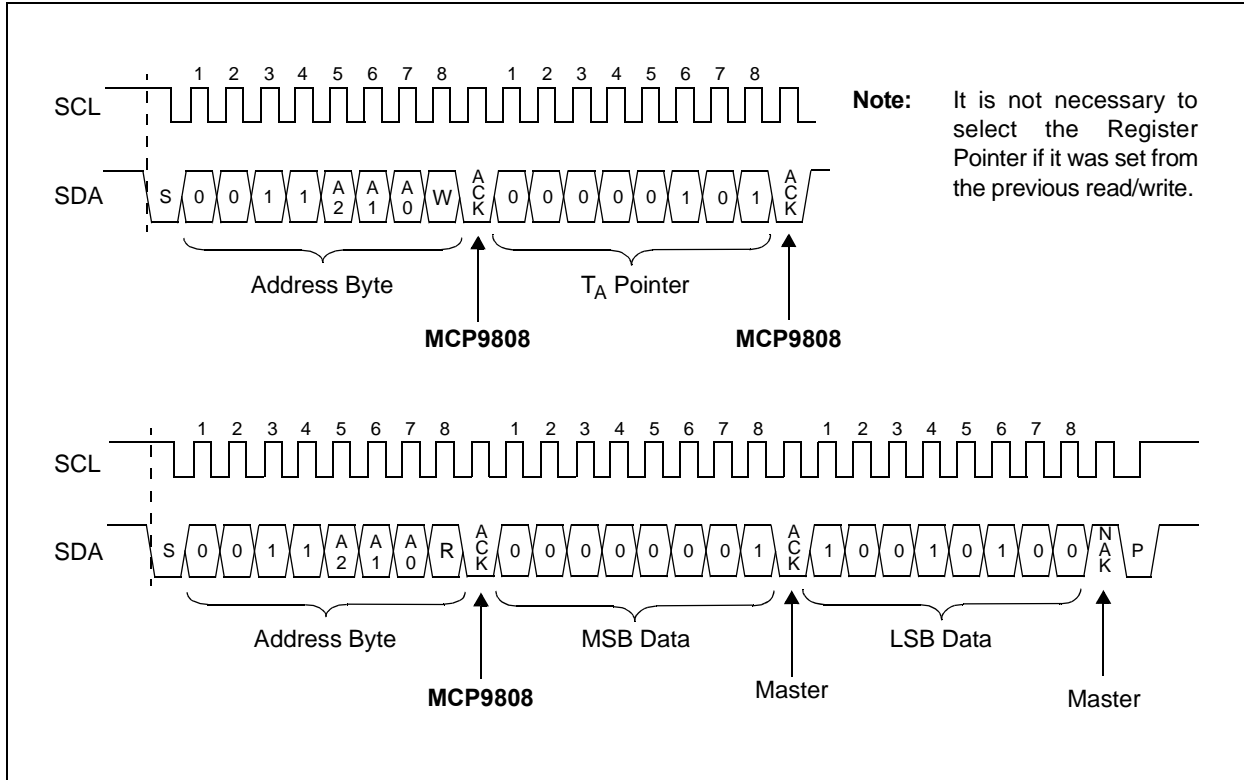 1 2 3 4 5 6 7 8 1 2 3 4 5 6 7 8
SCL
Note: It is not necessary to
select the Register
Pointer if it was set from
the previous read/write.
SDA S 0 0 1 1 A2 A1 A0 W ACK 0 0 0 0 0 1 0 1 ACK
Address Byte TA Pointer
MCP9808 MCP9808
1 2 3 4 5 6 7 8 1 2 3 4 5 6 7 8 1 2 3 4 5 6 7 8
SCL
SDA S 0 0 1 1 A2 A1 A0 R ACK 0 0 0 0 0 0 0 1 ACK 1 0 0 1 0 1 0 0 NAK P
Address Byte MSB Data LSB Data
MCP9808 Master Master